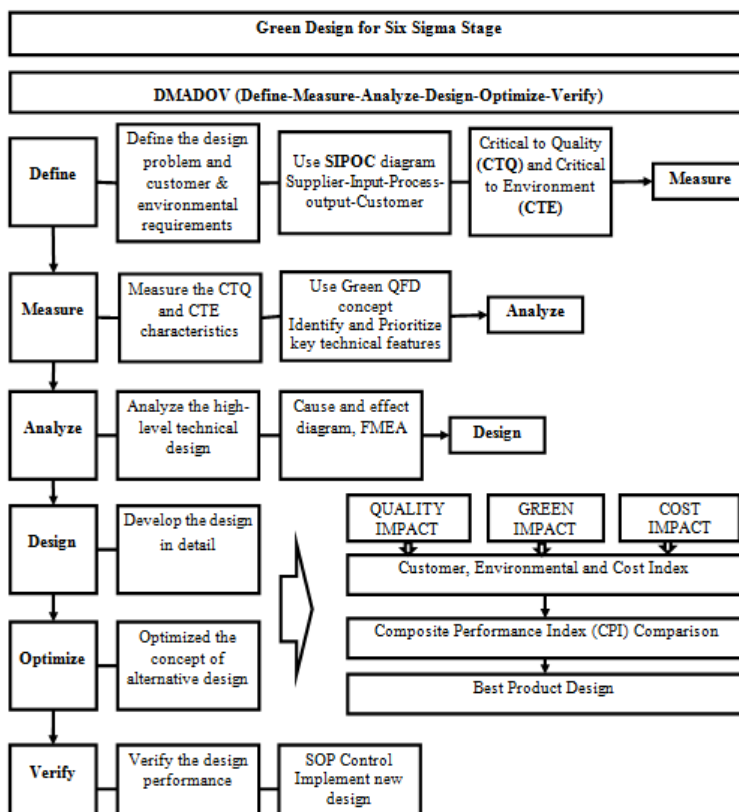 Green Design for Six Sigma Stage
DMADOV (Define-Measure-Analyze-Design-Optimize-Verify)
Define
Define the design
problem and
customer &
environmental
requirements
Use SIPOC diagram
Supplier-Input-Process-
output-Customer
Critical to Quality
(CTQ) and Critical
to Environment
(CTE)
Measure
Measure
Measure the CTQ
and CTE
characteristics
Use Green QFD
concept
Identify and Prioritize
key technical features
Analyze
Analyze
Analyze the high-
level technical
design
Cause and effect
diagram, FMEA
Design
Design
Develop the design
in detail
QUALITY
IMPACT
GREEN
IMPACT
COST
IMPACT
Customer, Environmental and Cost Index
Composite Performance Index (CPI) Comparison
Best Product Design
Optimize
Optimized the
concept of
alternative design
Verify
Verify the design
performance
SOP Control
Implement new
design